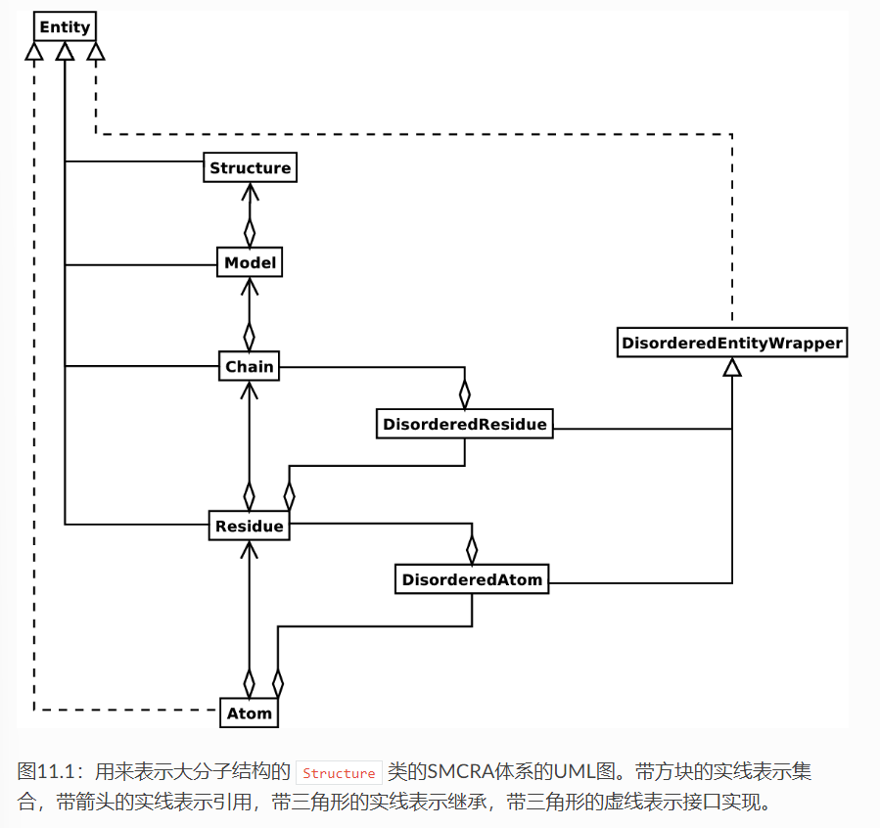 Entity
Structure
Model
DisorderedEntityWrapper
Chain
DisorderedResidue
Residue
DisorderedAtom
Atom
图11.1：用来表示大分子结构的 Structure 类的SMCRA体系的UML图。带方块的实线表示集
合，带箭头的实线表示引用，带三角形的实线表示继承，带三角形的虚线表示接口实现。